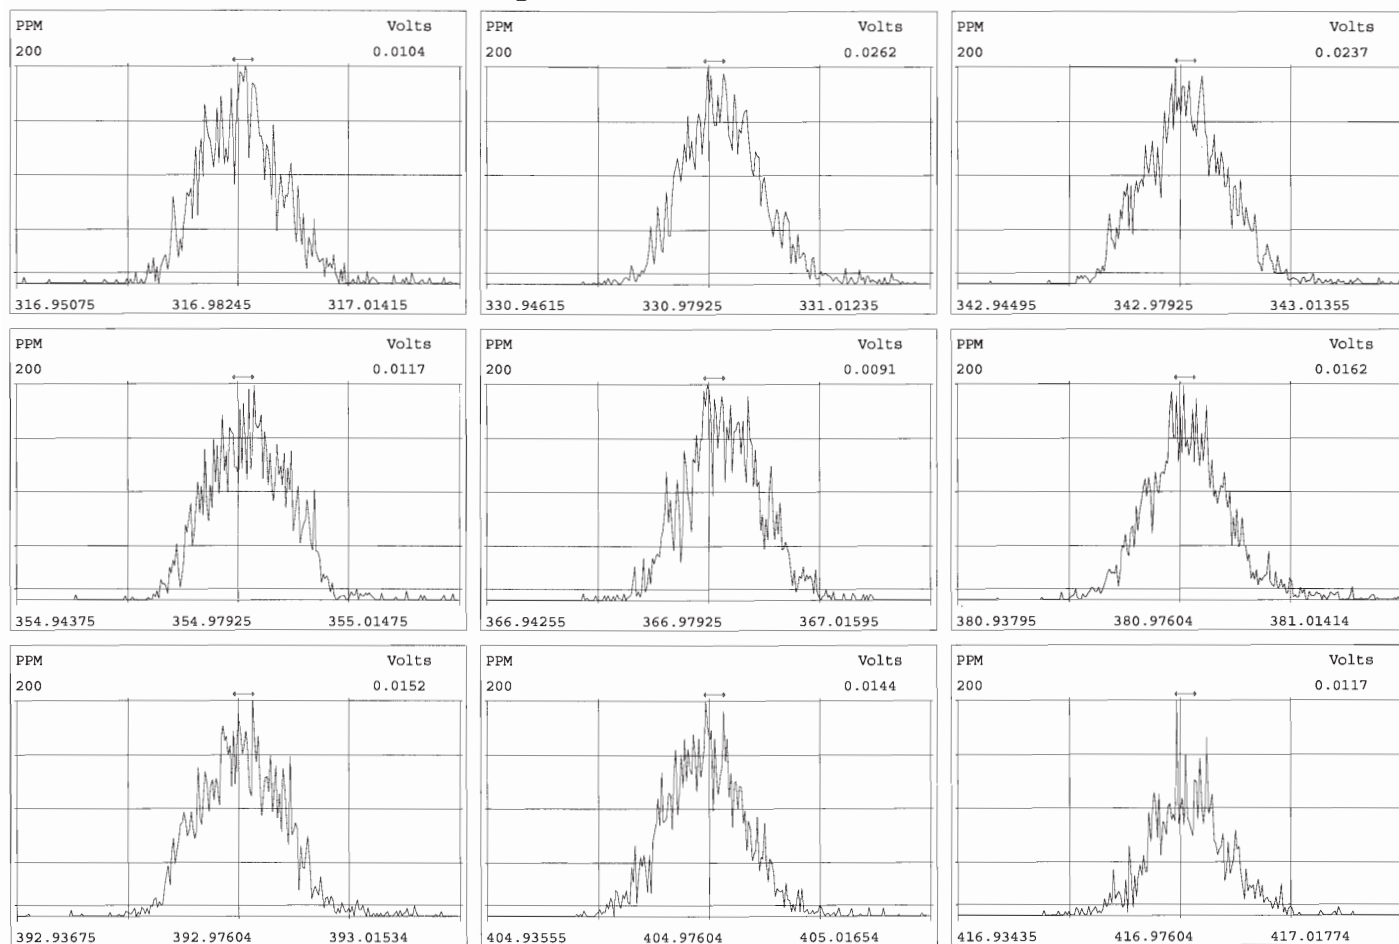 PPM Volts
200 0.0104
316.95075 316.98245 317.01415
PPM Volts
200 0.0262
330.94615 330.97925 331.01235
PPM Volts
200 0.0237
342.94495 342.97925 343.01355
PPM Volts
200 0.0117
354.94375 354.97925 355.01475
PPM Volts
200 0.0091
366.94255 366.97925 367.01595
PPM Volts
200 0.0162
380.93795 380.97604 381.01414
PPM Volts
200 0.0152
392.93675 392.97604 393.01534
PPM Volts
200 0.0144
404.93555 404.97604 405.01654
PPM Volts
200 0.0117
416.93435 416.97604 417.01774